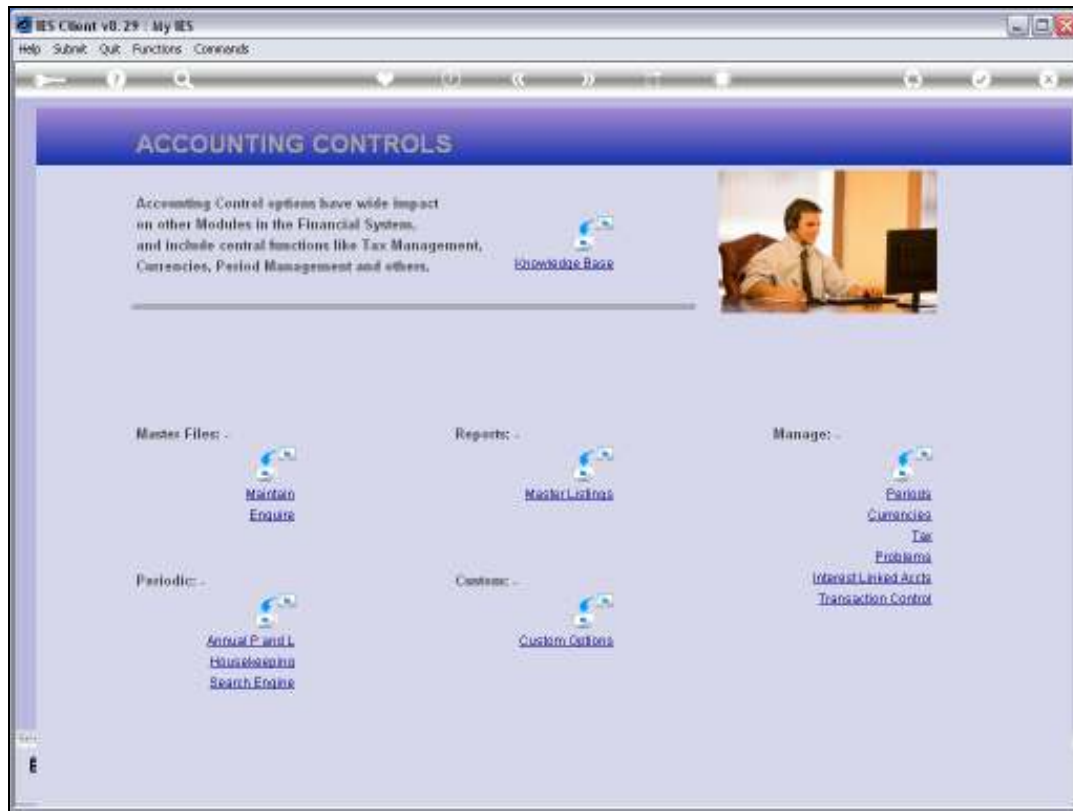 IES Client v8.29 : My IES
Help Submit Quit Functions Commands
ACCOUNTING CONTROLS
Accounting Control options have wide impact
on other Modules in the Financial System.
and include central functions like Tax Management,
Currencies, Period Management and others.
Knowledge Base
Master Files: -
Maintain
Enquire
Reports: -
Master Listings
Manage: -
Periods
Currencies
Tax
Problems
Interest Linked Accts
Transaction Control
Periodic: -
Annual P and L
Housekeeping
Search Engine
Custom: -
Custom Options